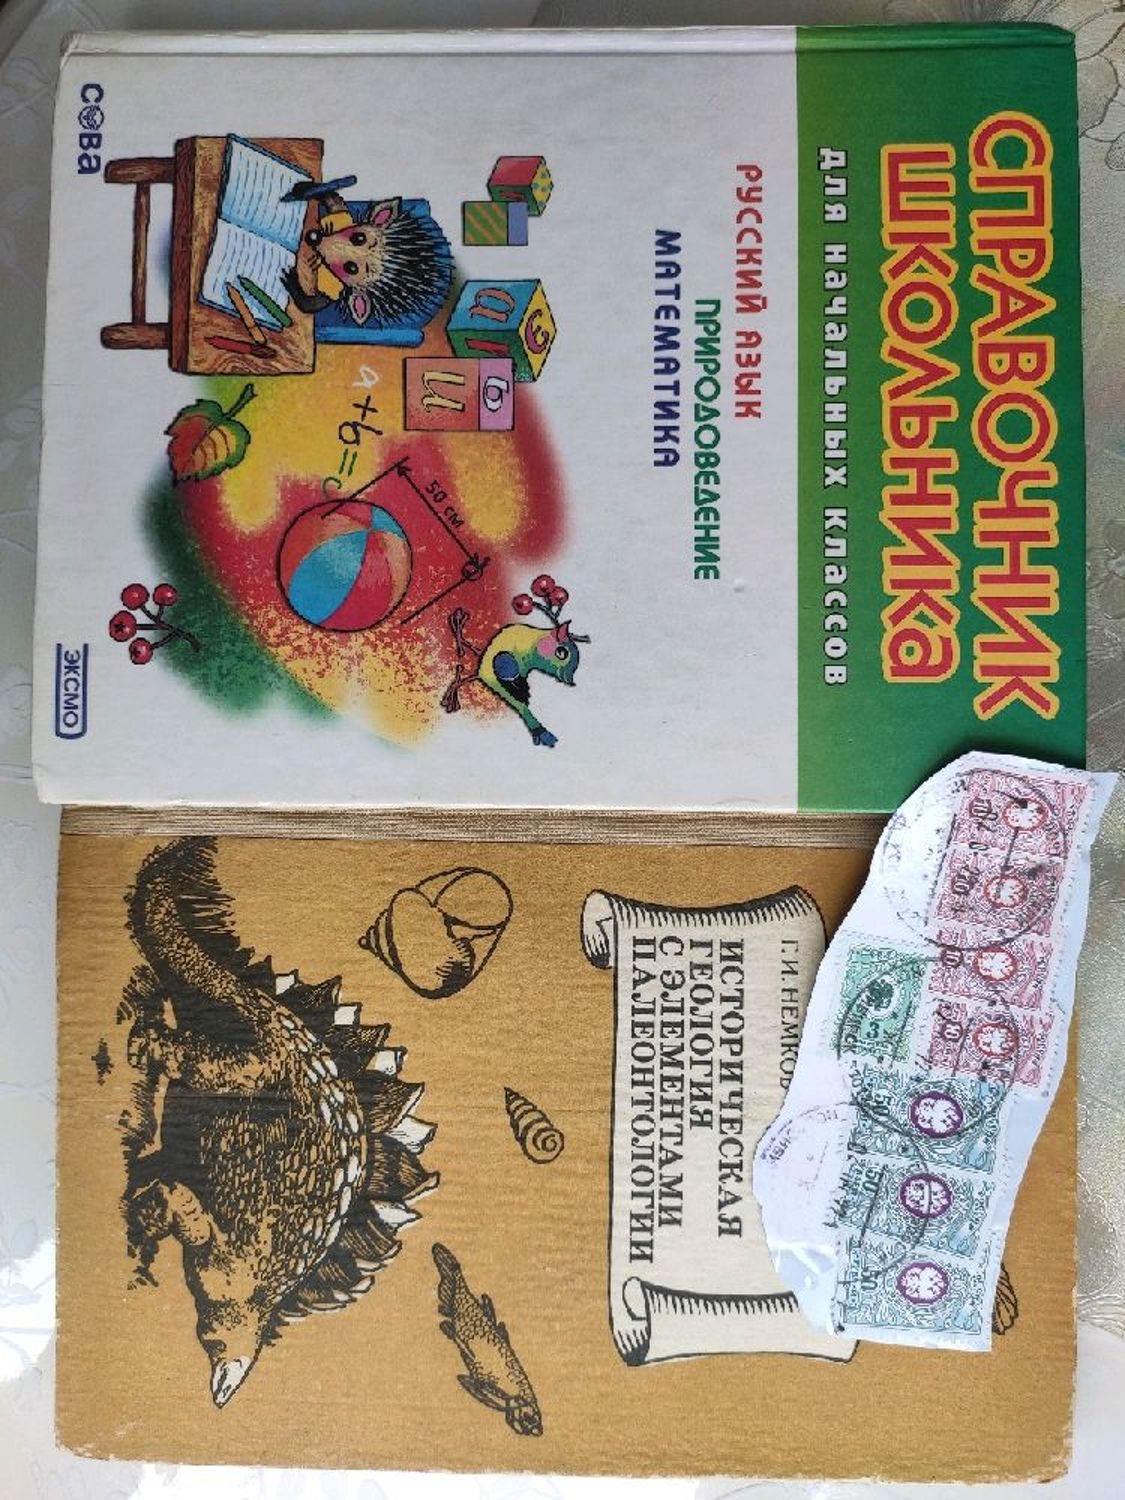 СПРАВОЧНИК
ШКОЛЬНИКА
для начальных классов
РУССКИЙ ЯЗЫК
ПРИРОДОВЕДЕНИЕ
МАТЕМАТИКА
a+b=c
50 см
СОВА
ЭКСМО
Г.И. НЕМКОВ
ИСТОРИЧЕСКАЯ
ГЕОЛОГИЯ
С ЭЛЕМЕНТАМИ
ПАЛЕОНТОЛОГИИ